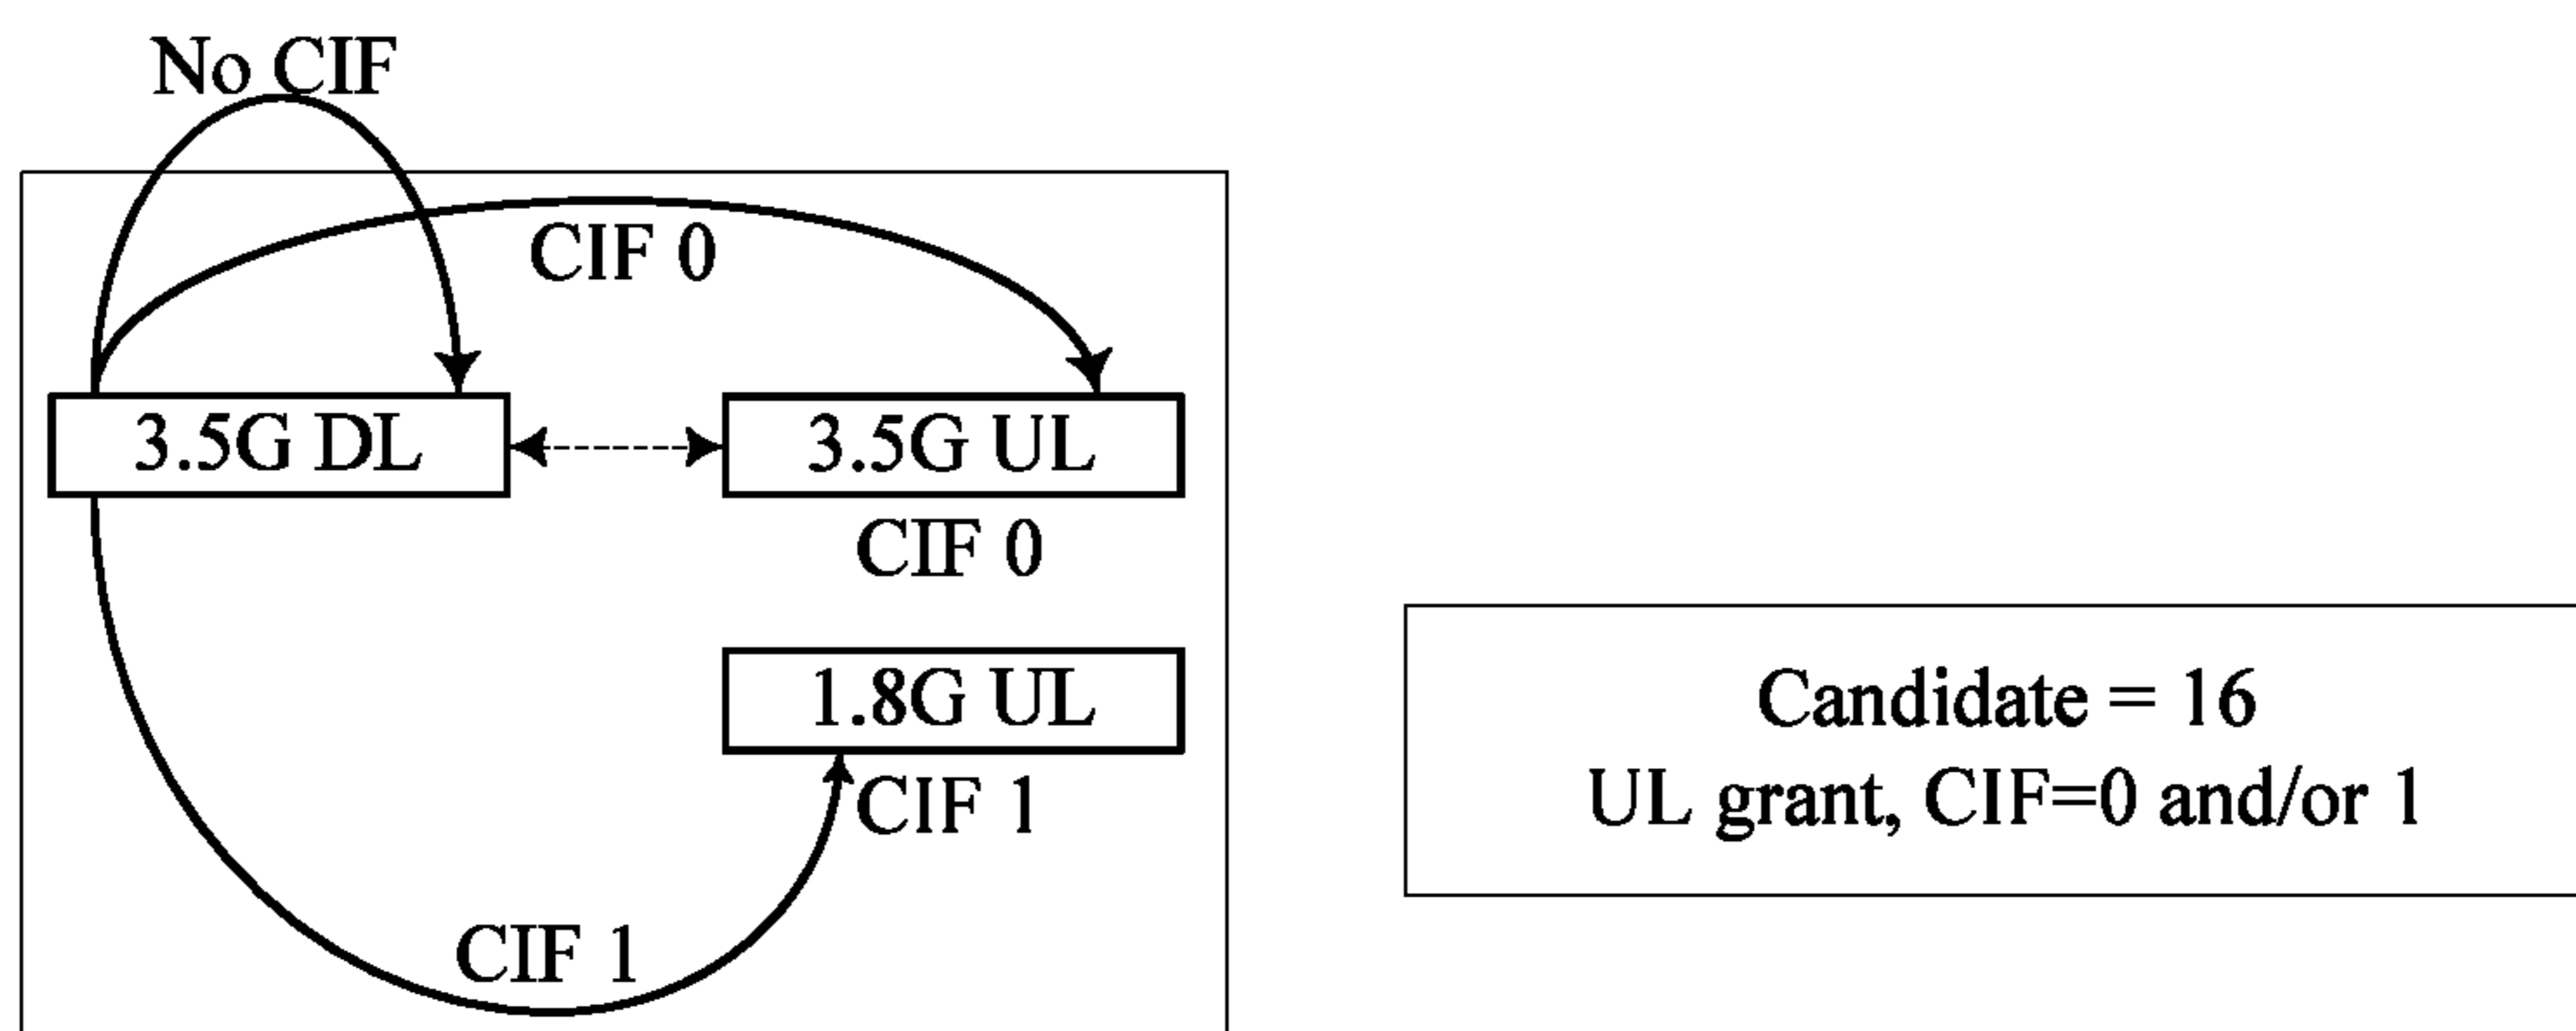 No CIF
CIF 0
3.5G DL
3.5G UL
CIF 0
1.8G UL
CIF 1
CIF 1
Candidate = 16
UL grant, CIF=0 and/or 1